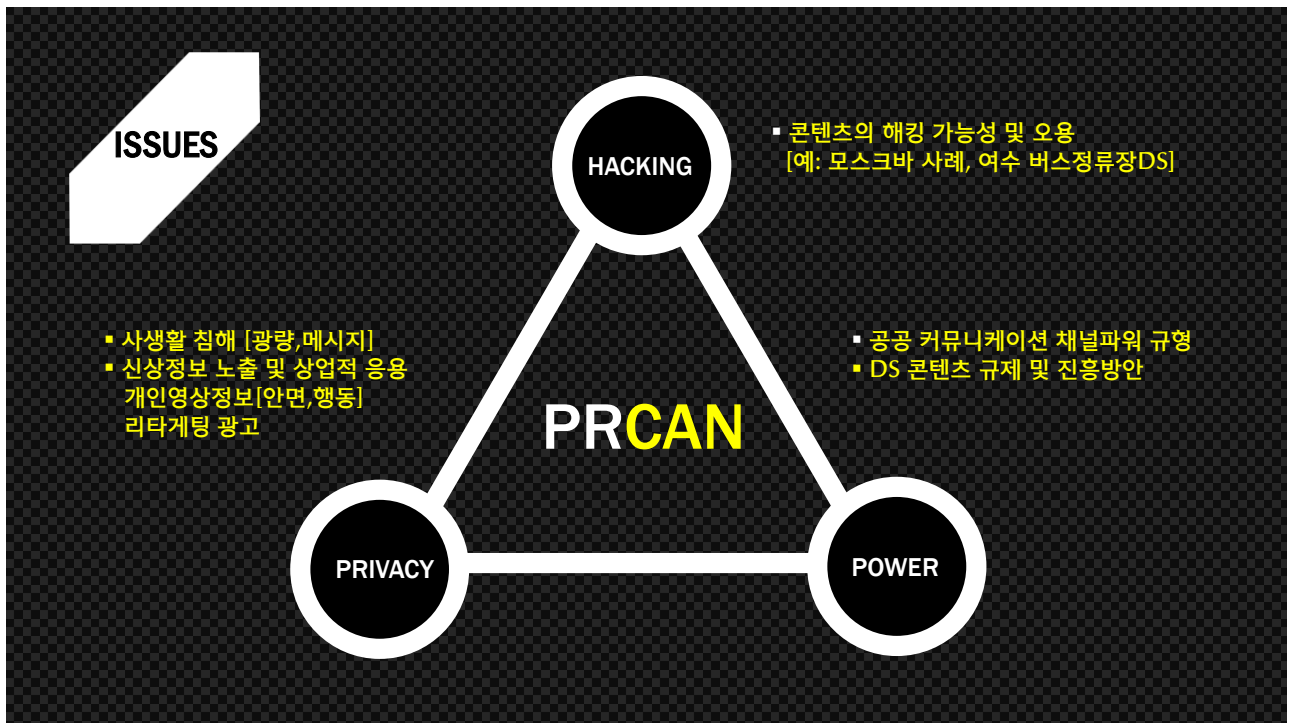 ISSUES
HACKING
▪ 콘텐츠의 해킹 가능성 및 오용
[예: 모스크바 사례, 여수 버스정류장DS]
▪ 사생활 침해 [광량,메시지]
▪ 신상정보 노출 및 상업적 응용
개인영상정보[안면,행동]
리타게팅 광고
▪ 공공 커뮤니케이션 채널파워 규형
▪ DS 콘텐츠 규제 및 진흥방안
PRCAN
PRIVACY
POWER